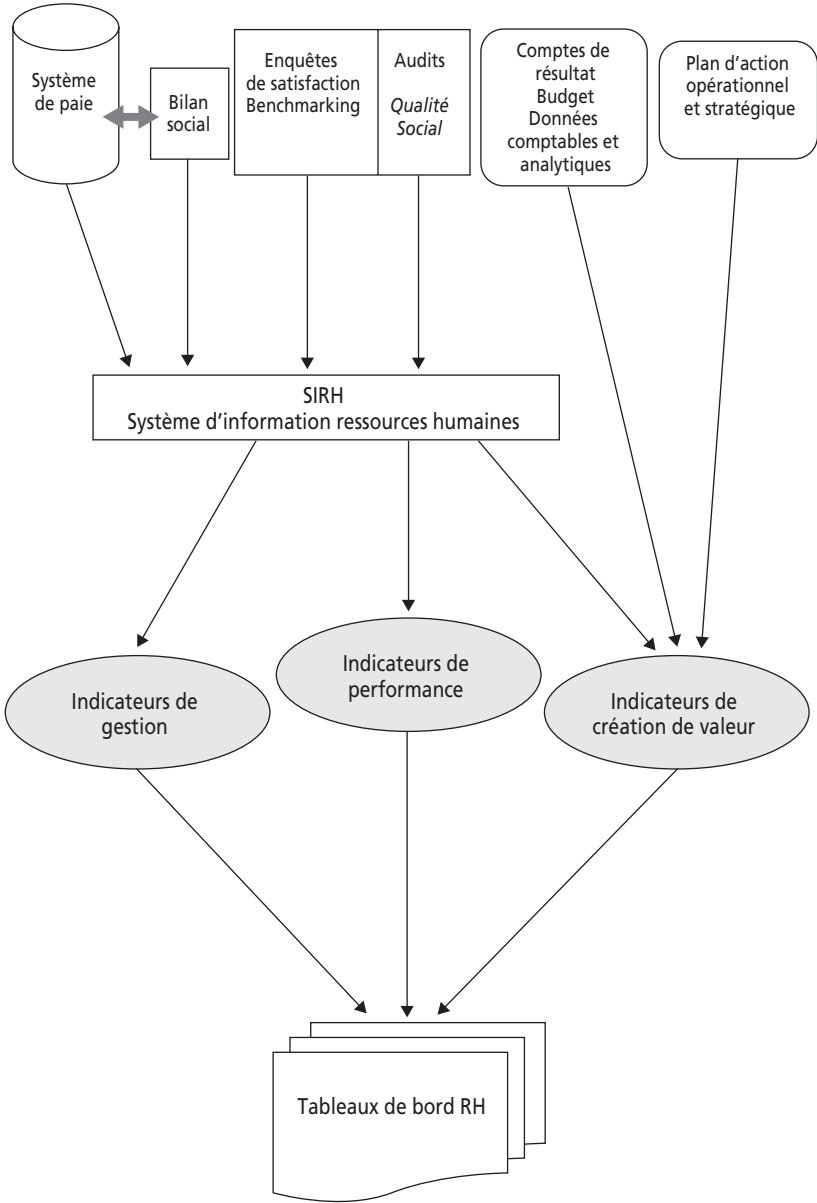 Système
de paie
Bilan
social
Enquêtes
de satisfaction
Benchmarking
Audits
Qualité
Social
Comptes de
résultat
Budget
Données
comptables et
analytiques
Plan d'action
opérationnel
et stratégique
SIRH
Système d'information ressources humaines
Indicateurs de
gestion
Indicateurs de
performance
Indicateurs de
création de valeur
Tableaux de bord RH